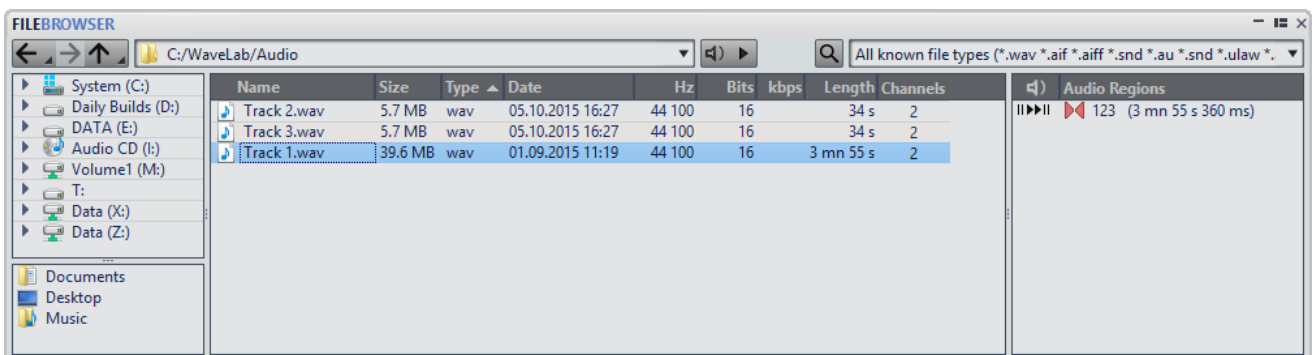 FILEBROWSER
C:/WaveLab/Audio
All known file types (*.wav *.aif *.aiff *.snd *.au *.snd *.ulaw *.
System (C:)
Daily Builds (D:)
DATA (E:)
Audio CD (I:)
Volume1 (M:)
T:
Data (X:)
Data (Z:)
Documents
Desktop
Music
Name Size Type Date Hz Bits kbps Length Channels
Track 2.wav 5.7 MB wav 05.10.2015 16:27 44 100 16 34 s 2
Track 3.wav 5.7 MB wav 05.10.2015 16:27 44 100 16 34 s 2
Track 1.wav 39.6 MB wav 01.09.2015 11:19 44 100 16 3 mn 55 s 2
Audio Regions
123 (3 mn 55 s 360 ms)